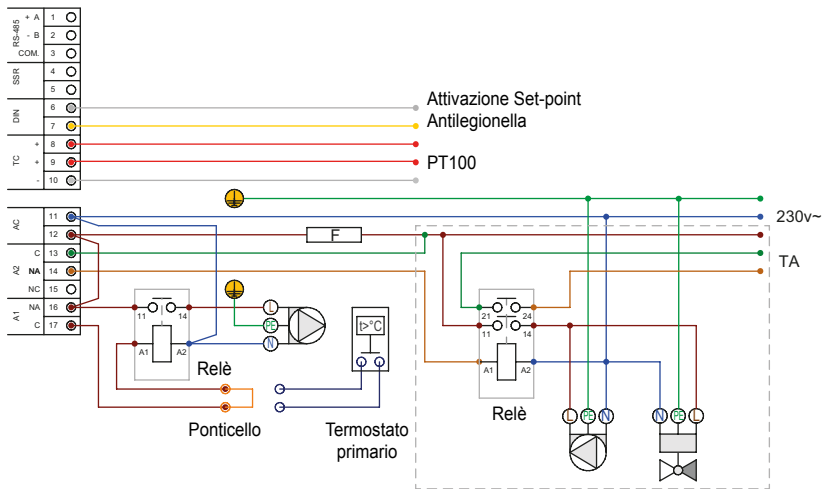 RS-485
+ A 1
- B 2
COM. 3
SSR
4
5
DIN
6
7
Attivazione Set-point
Antilegionella
TC
+ 8
+ 9
- 10
PT100
AC
11
12
230v~
F
A2
C 13
NA 14
NC 15
TA
A1
NA 16
C 17
11 14
A1 A2
Relè
L
PE
N
t>°C
21 24
11 14
A1 A2
Relè
Ponticello
Termostato
primario
L PE N
N PE L